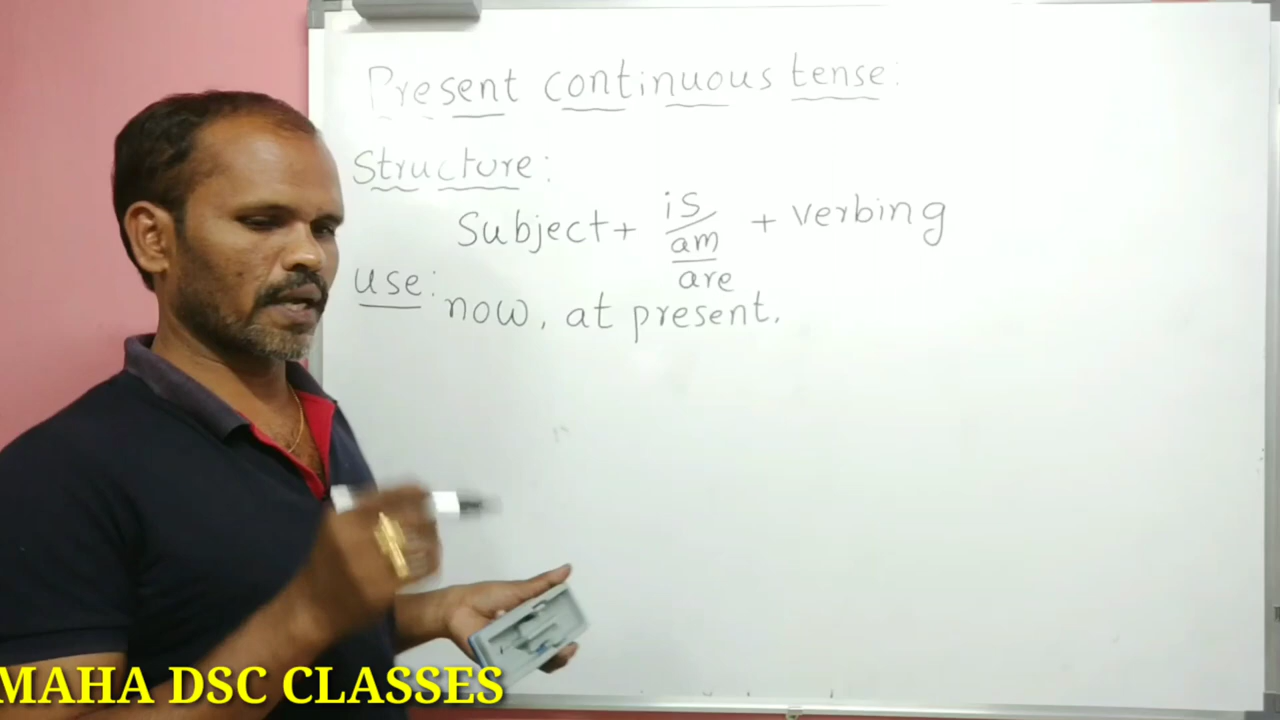 Present continuous tense:
Structure:
Subject + is/am/are + verbing
use:
now, at present.
MAHA DSC CLASSES